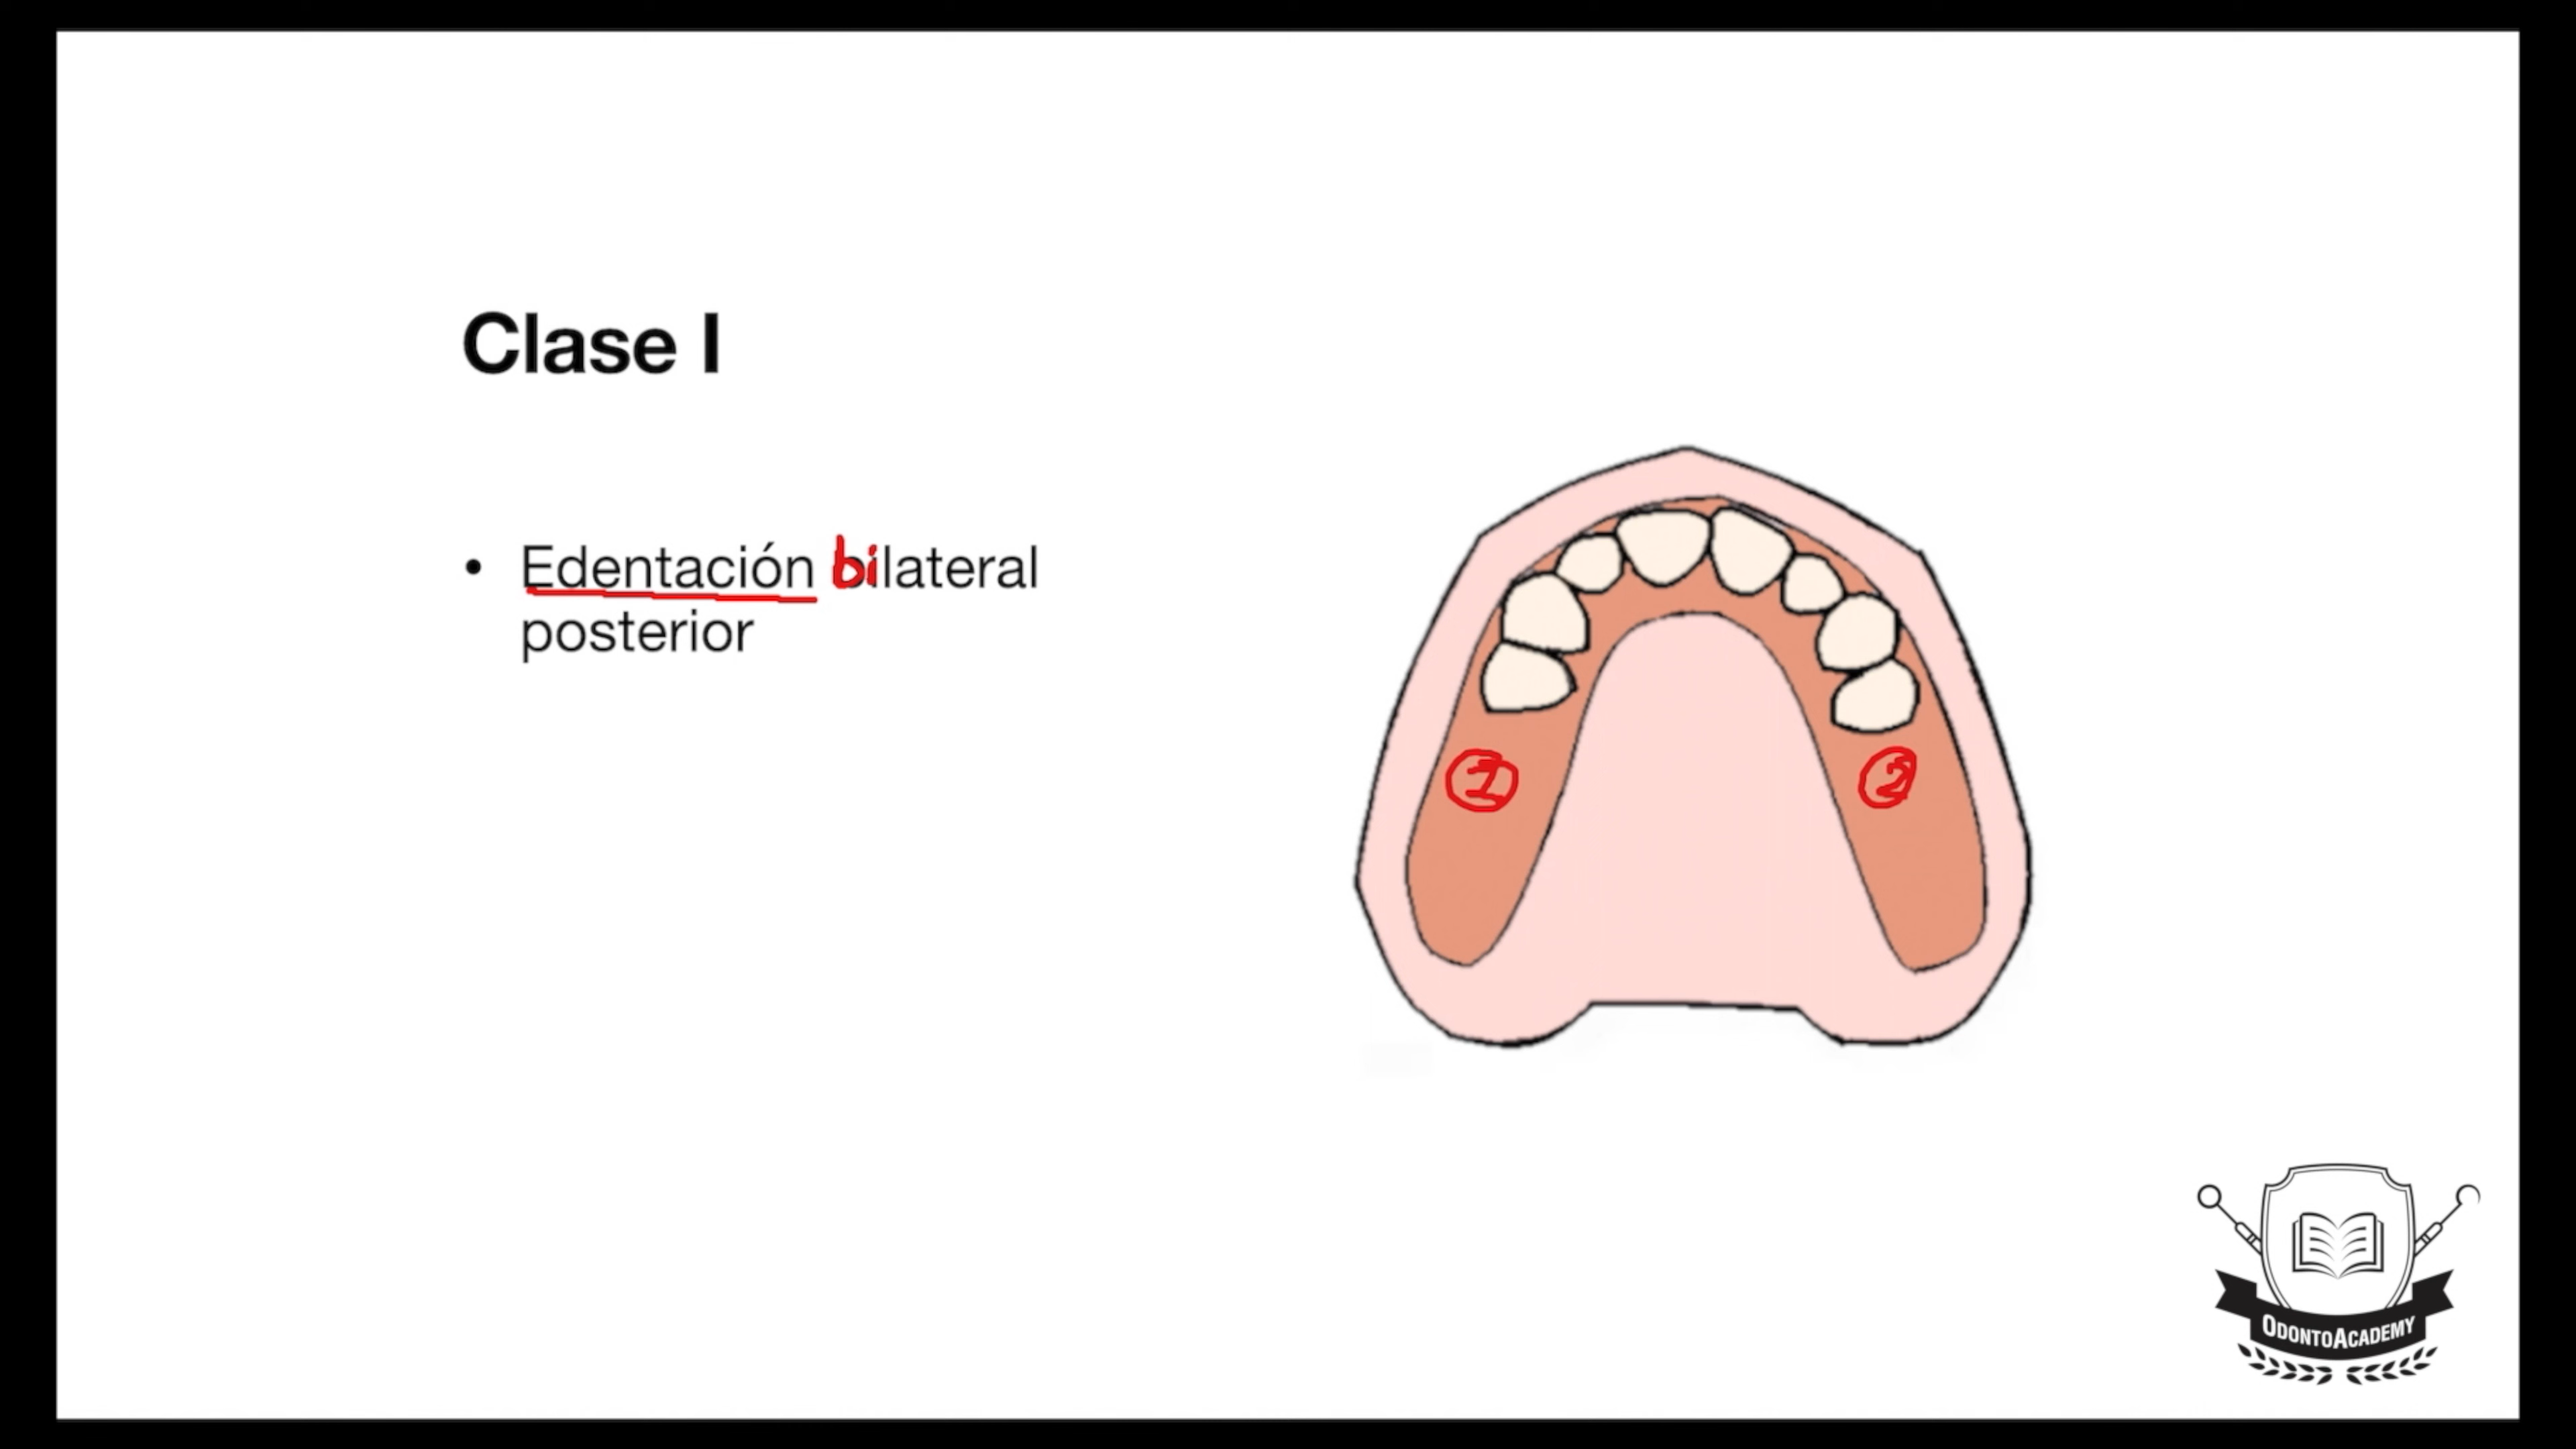 Clase I
• Edentación bilateral
posterior
1
2
ODONTOACADEMY